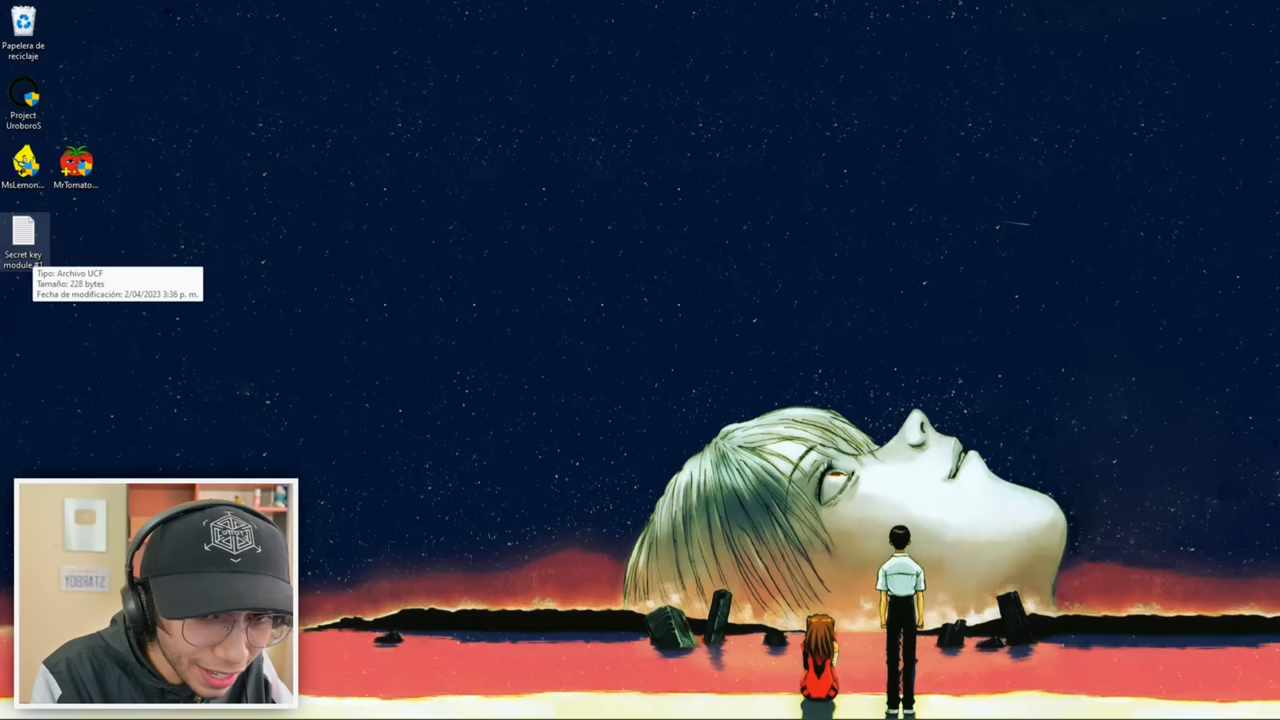 Papelera de
reciclaje
Project
UroboroS
MsLemon...
MrTomato...
Secret key
module #1
Tipo: Archivo UCF
Tamaño: 228 bytes
Fecha de modificación: 2/04/2023 3:36 p. m.
STARBOY